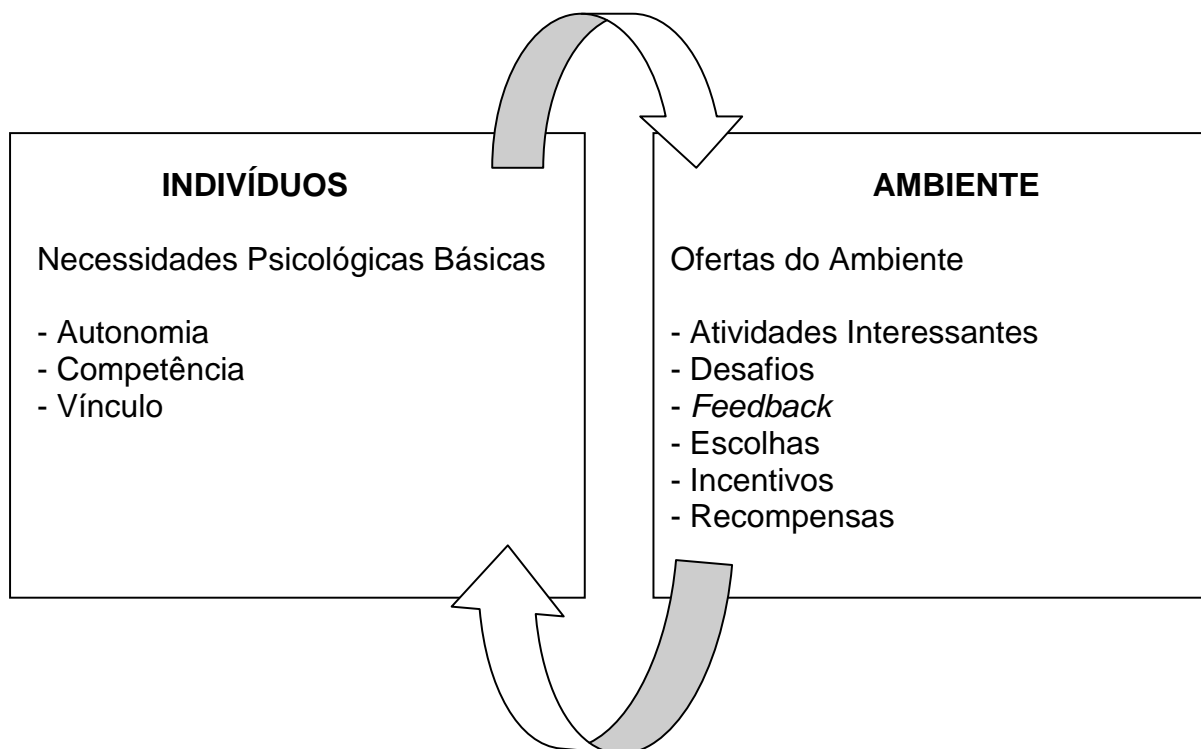 INDIVÍDUOS
Necessidades Psicológicas Básicas
- Autonomia
- Competência
- Vínculo
AMBIENTE
Ofertas do Ambiente
- Atividades Interessantes
- Desafios
- Feedback
- Escolhas
- Incentivos
- Recompensas